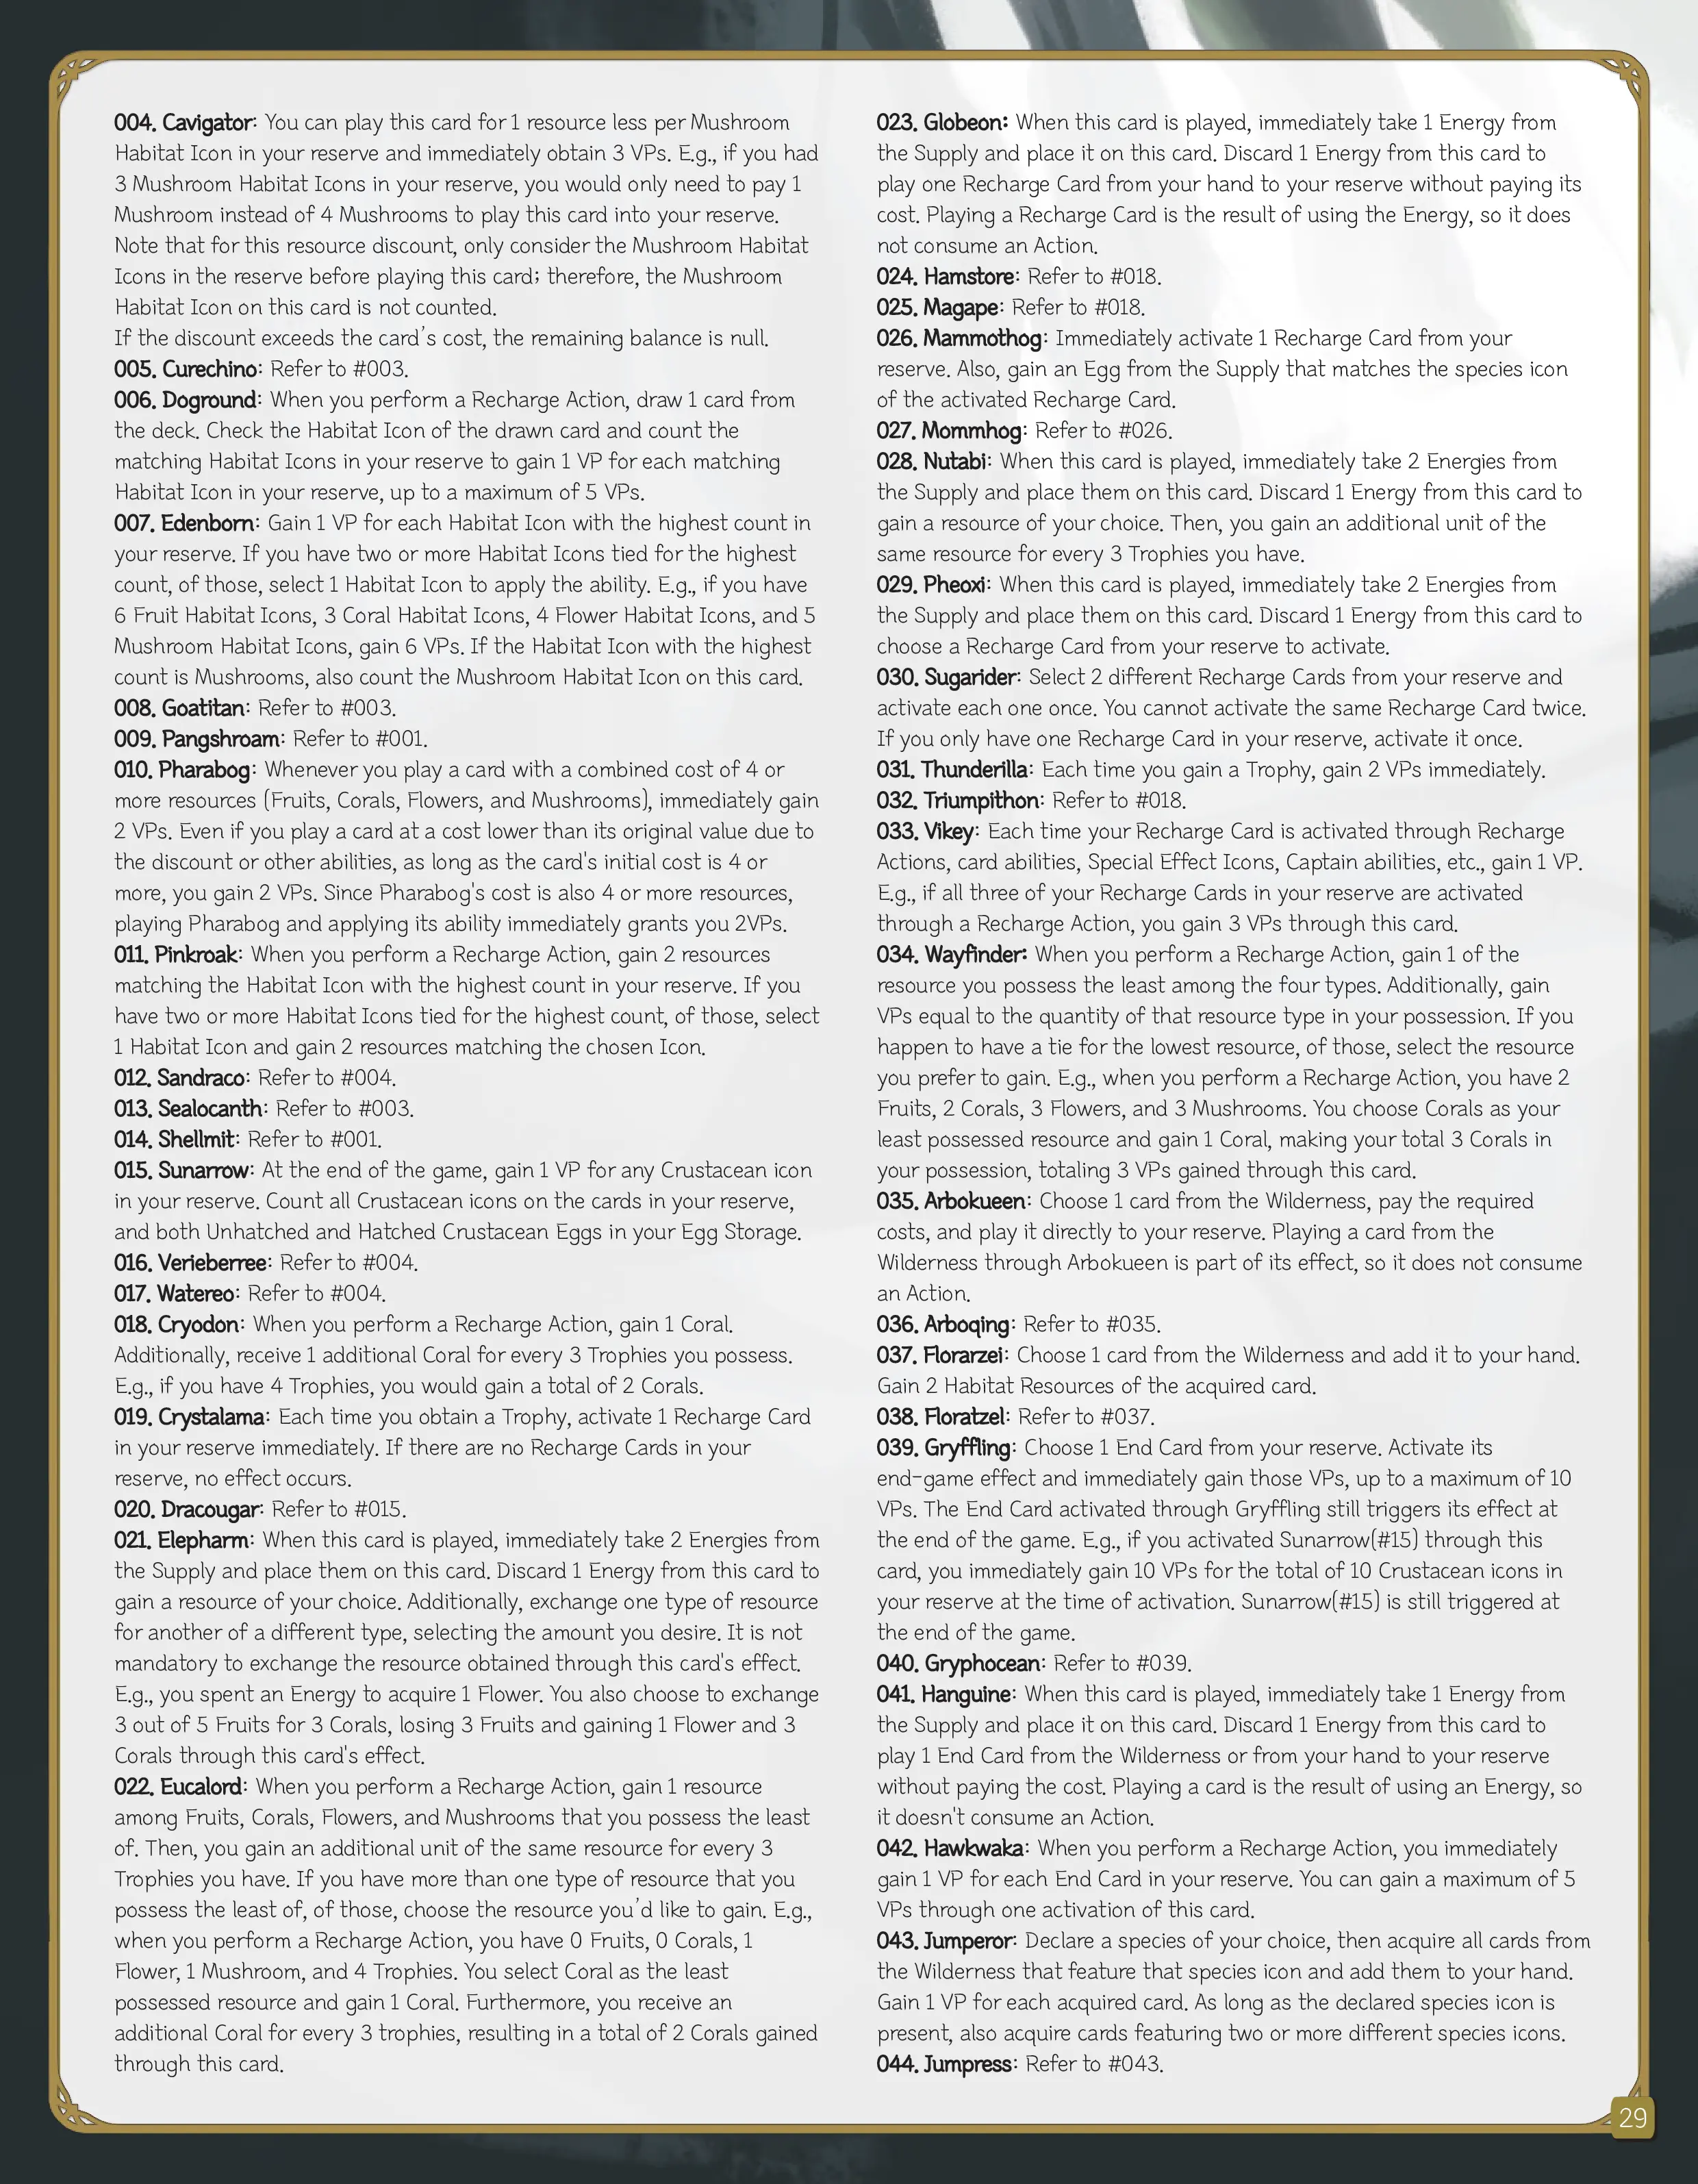 004. Cavigator: You can play this card for 1 resource less per Mushroom
Habitat Icon in your reserve and immediately obtain 3 VPs. E.g., if you had
3 Mushroom Habitat Icons in your reserve, you would only need to pay 1
Mushroom instead of 4 Mushrooms to play this card into your reserve.
Note that for this resource discount, only consider the Mushroom Habitat
Icons in the reserve before playing this card; therefore, the Mushroom
Habitat Icon on this card is not counted.
If the discount exceeds the card's cost, the remaining balance is null.
005. Curechino: Refer to #003.
006. Doground: When you perform a Recharge Action, draw 1 card from
the deck. Check the Habitat Icon of the drawn card and count the
matching Habitat Icons in your reserve to gain 1 VP for each matching
Habitat Icon in your reserve, up to a maximum of 5 VPs.
007. Edenborn: Gain 1 VP for each Habitat Icon with the highest count in
your reserve. If you have two or more Habitat Icons tied for the highest
count, of those, select 1 Habitat Icon to apply the ability. E.g., if you have
6 Fruit Habitat Icons, 3 Coral Habitat Icons, 4 Flower Habitat Icons, and 5
Mushroom Habitat Icons, gain 6 VPs. If the Habitat Icon with the highest
count is Mushrooms, also count the Mushroom Habitat Icon on this card.
008. Goatitan: Refer to #003.
009. Pangshroam: Refer to #001.
010. Pharabog: Whenever you play a card with a combined cost of 4 or
more resources (Fruits, Corals, Flowers, and Mushrooms), immediately gain
2 VPs. Even if you play a card at a cost lower than its original value due to
the discount or other abilities, as long as the card's initial cost is 4 or
more, you gain 2 VPs. Since Pharabog's cost is also 4 or more resources,
playing Pharabog and applying its ability immediately grants you 2VPs.
011. Pinkroak: When you perform a Recharge Action, gain 2 resources
matching the Habitat Icon with the highest count in your reserve. If you
have two or more Habitat Icons tied for the highest count, of those, select
1 Habitat Icon and gain 2 resources matching the chosen Icon.
012. Sandraco: Refer to #004.
013. Sealocanth: Refer to #003.
014. Shellmit: Refer to #001.
015. Sunarrow: At the end of the game, gain 1 VP for any Crustacean icon
in your reserve. Count all Crustacean icons on the cards in your reserve,
and both Unhatched and Hatched Crustacean Eggs in your Egg Storage.
016. Verieberree: Refer to #004.
017. Watereo: Refer to #004.
018. Cryodon: When you perform a Recharge Action, gain 1 Coral.
Additionally, receive 1 additional Coral for every 3 Trophies you possess.
E.g., if you have 4 Trophies, you would gain a total of 2 Corals.
019. Crystalama: Each time you obtain a Trophy, activate 1 Recharge Card
in your reserve immediately. If there are no Recharge Cards in your
reserve, no effect occurs.
020. Dracougar: Refer to #015.
021. Elepharm: When this card is played, immediately take 2 Energies from
the Supply and place them on this card. Discard 1 Energy from this card to
gain a resource of your choice. Additionally, exchange one type of resource
for another of a different type, selecting the amount you desire. It is not
mandatory to exchange the resource obtained through this card's effect.
E.g., you spent an Energy to acquire 1 Flower. You also choose to exchange
3 out of 5 Fruits for 3 Corals, losing 3 Fruits and gaining 1 Flower and 3
Corals through this card's effect.
022. Eucalord: When you perform a Recharge Action, gain 1 resource
among Fruits, Corals, Flowers, and Mushrooms that you possess the least
of. Then, you gain an additional unit of the same resource for every 3
Trophies you have. If you have more than one type of resource that you
possess the least of, of those, choose the resource you'd like to gain. E.g.,
when you perform a Recharge Action, you have 0 Fruits, 0 Corals, 1
Flower, 1 Mushroom, and 4 Trophies. You select Coral as the least
possessed resource and gain 1 Coral. Furthermore, you receive an
additional Coral for every 3 trophies, resulting in a total of 2 Corals gained
through this card.
023. Globeon: When this card is played, immediately take 1 Energy from
the Supply and place it on this card. Discard 1 Energy from this card to
play one Recharge Card from your hand to your reserve without paying its
cost. Playing a Recharge Card is the result of using the Energy, so it does
not consume an Action.
024. Hamstore: Refer to #018.
025. Magape: Refer to #018.
026. Mammothog: Immediately activate 1 Recharge Card from your
reserve. Also, gain an Egg from the Supply that matches the species icon
of the activated Recharge Card.
027. Mommhog: Refer to #026.
028. Nutabi: When this card is played, immediately take 2 Energies from
the Supply and place them on this card. Discard 1 Energy from this card to
gain a resource of your choice. Then, you gain an additional unit of the
same resource for every 3 Trophies you have.
029. Pheoxi: When this card is played, immediately take 2 Energies from
the Supply and place them on this card. Discard 1 Energy from this card to
choose a Recharge Card from your reserve to activate.
030. Sugarider: Select 2 different Recharge Cards from your reserve and
activate each one once. You cannot activate the same Recharge Card twice.
If you only have one Recharge Card in your reserve, activate it once.
031. Thunderilla: Each time you gain a Trophy, gain 2 VPs immediately.
032. Triumpithon: Refer to #018.
033. Vikey: Each time your Recharge Card is activated through Recharge
Actions, card abilities, Special Effect Icons, Captain abilities, etc., gain 1 VP.
E.g., if all three of your Recharge Cards in your reserve are activated
through a Recharge Action, you gain 3 VPs through this card.
034. Wayfinder: When you perform a Recharge Action, gain 1 of the
resource you possess the least among the four types. Additionally, gain
VPs equal to the quantity of that resource type in your possession. If you
happen to have a tie for the lowest resource, of those, select the resource
you prefer to gain. E.g., when you perform a Recharge Action, you have 2
Fruits, 2 Corals, 3 Flowers, and 3 Mushrooms. You choose Corals as your
least possessed resource and gain 1 Coral, making your total 3 Corals in
your possession, totaling 3 VPs gained through this card.
035. Arbokueen: Choose 1 card from the Wilderness, pay the required
costs, and play it directly to your reserve. Playing a card from the
Wilderness through Arbokueen is part of its effect, so it does not consume
an Action.
036. Arboqing: Refer to #035.
037. Florarzei: Choose 1 card from the Wilderness and add it to your hand.
Gain 2 Habitat Resources of the acquired card.
038. Floratzel: Refer to #037.
039. Gryffling: Choose 1 End Card from your reserve. Activate its
end-game effect and immediately gain those VPs, up to a maximum of 10
VPs. The End Card activated through Gryffling still triggers its effect at
the end of the game. E.g., if you activated Sunarrow(#15) through this
card, you immediately gain 10 VPs for the total of 10 Crustacean icons in
your reserve at the time of activation. Sunarrow(#15) is still triggered at
the end of the game.
040. Gryphocean: Refer to #039.
041. Hanguine: When this card is played, immediately take 1 Energy from
the Supply and place it on this card. Discard 1 Energy from this card to
play 1 End Card from the Wilderness or from your hand to your reserve
without paying the cost. Playing a card is the result of using an Energy, so
it doesn't consume an Action.
042. Hawkwaka: When you perform a Recharge Action, you immediately
gain 1 VP for each End Card in your reserve. You can gain a maximum of 5
VPs through one activation of this card.
043. Jumperor: Declare a species of your choice, then acquire all cards from
the Wilderness that feature that species icon and add them to your hand.
Gain 1 VP for each acquired card. As long as the declared species icon is
present, also acquire cards featuring two or more different species icons.
044. Jumpress: Refer to #043.
29